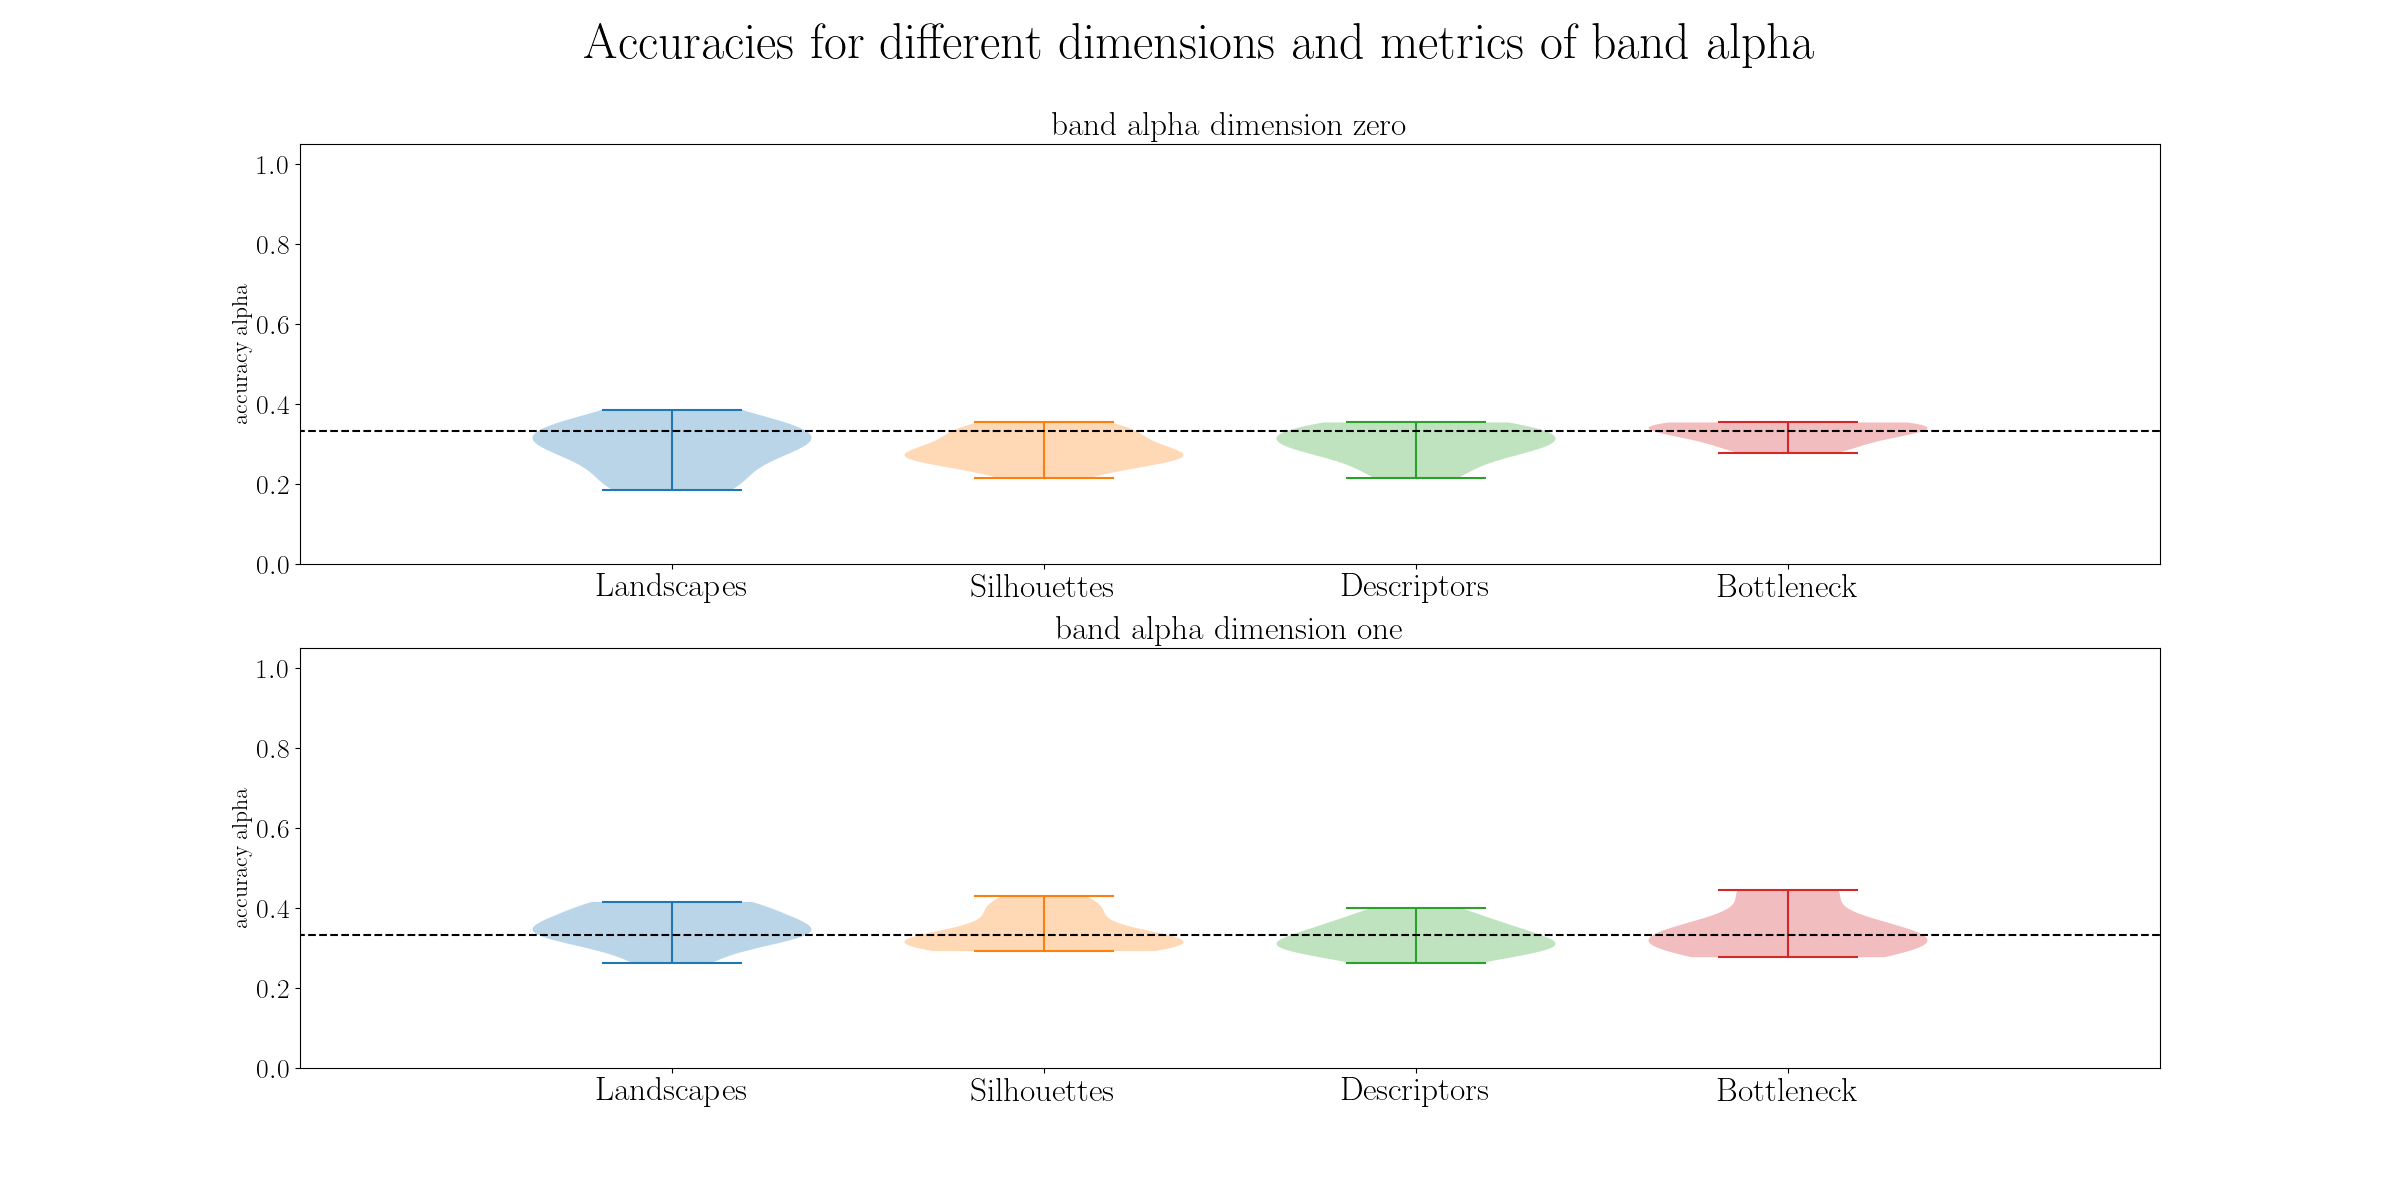 Accuracies for different dimensions and metrics of band alpha
band alpha dimension zero
accuracy alpha
1.0
0.8
0.6
0.4
0.2
0.0
Landscapes Silhouettes Descriptors Bottleneck
band alpha dimension one
accuracy alpha
1.0
0.8
0.6
0.4
0.2
0.0
Landscapes Silhouettes Descriptors Bottleneck